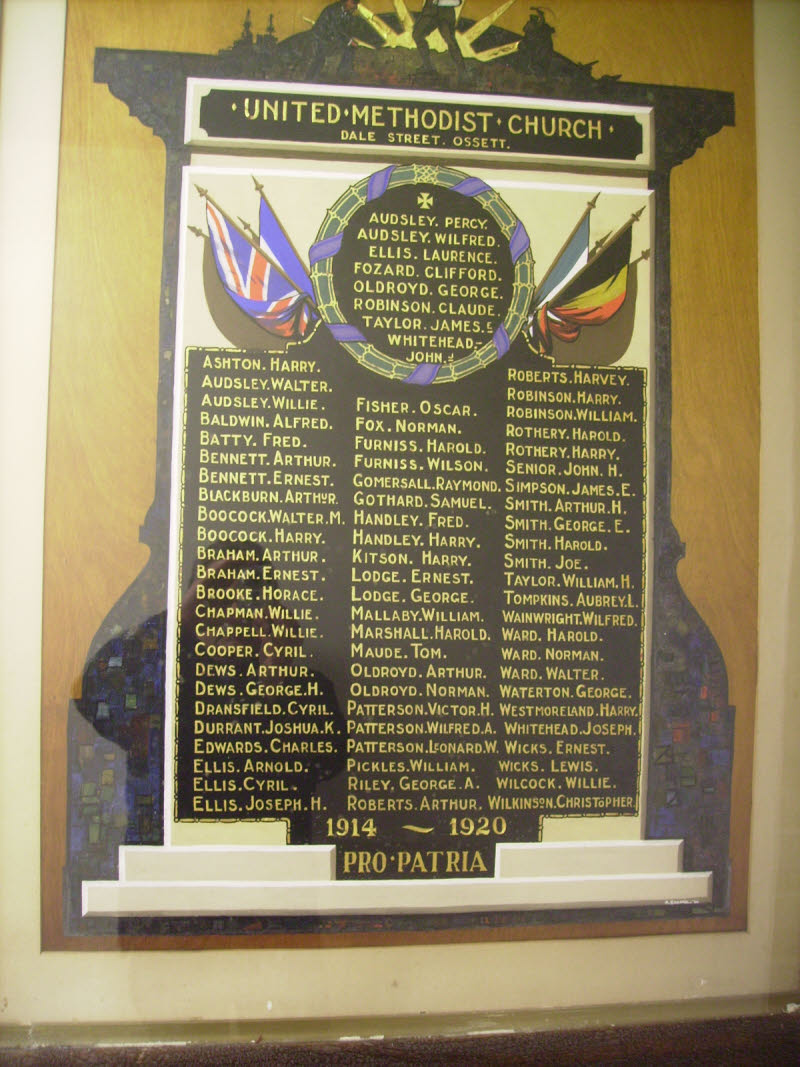 ·UNITED·METHODIST·CHURCH·
DALE STREET. OSSETT.
AUDSLEY. PERCY.
AUDSLEY. WILFRED.
ELLIS. LAURENCE.
FOZARD. CLIFFORD.
OLDROYD. GEORGE.
ROBINSON. CLAUDE.
TAYLOR. JAMES. E
WHITEHEAD.-
JOHN. J
ASHTON. HARRY.
AUDSLEY. WALTER.
AUDSLEY. WILLIE.
BALDWIN. ALFRED.
BATTY. FRED.
BENNETT. ARTHUR.
BENNETT. ERNEST.
BLACKBURN. ARTHUR.
BOOCOCK. WALTER. M.
BOOCOCK. HARRY.
BRAHAM. ARTHUR.
BRAHAM. ERNEST.
BROOKE. HORACE.
CHAPMAN. WILLIE.
CHAPPELL. WILLIE.
COOPER. CYRIL.
DEWS. ARTHUR.
DEWS. GEORGE. H.
DRANSFIELD. CYRIL.
DURRANT. JOSHUA. K.
EDWARDS. CHARLES.
ELLIS. ARNOLD.
ELLIS. CYRIL.
ELLIS. JOSEPH. H.
FISHER. OSCAR.
FOX. NORMAN.
FURNISS. HAROLD.
FURNISS. WILSON.
GOMERSALL. RAYMOND.
GOTHARD. SAMUEL.
HANDLEY. FRED.
HANDLEY. HARRY.
KITSON. HARRY.
LODGE. ERNEST.
LODGE. GEORGE.
MALLABY. WILLIAM.
MARSHALL. HAROLD.
MAUDE. TOM.
OLDROYD. ARTHUR.
OLDROYD. NORMAN.
PATTERSON. VICTOR. H.
PATTERSON. WILFRED. A.
PATTERSON. LEONARD. W.
PICKLES. WILLIAM.
RILEY. GEORGE. A.
ROBERTS. ARTHUR.
ROBERTS. HARVEY.
ROBINSON. HARRY.
ROBINSON. WILLIAM.
ROTHERY. HAROLD.
ROTHERY. HARRY.
SENIOR. JOHN. H.
SIMPSON. JAMES. E.
SMITH. ARTHUR. H.
SMITH. GEORGE. E.
SMITH. HAROLD.
SMITH. JOE.
TAYLOR. WILLIAM. H.
TOMPKINS. AUBREY. L.
WAINWRIGHT. WILFRED.
WARD. HAROLD.
WARD. NORMAN.
WARD. WALTER.
WATERTON. GEORGE.
WESTMORELAND. HARRY.
WHITEHEAD. JOSEPH.
WICKS. ERNEST.
WICKS. LEWIS.
WILCOCK. WILLIE.
WILKINSON. CHRISTOPHER.
1914 ~ 1920
PRO·PATRIA